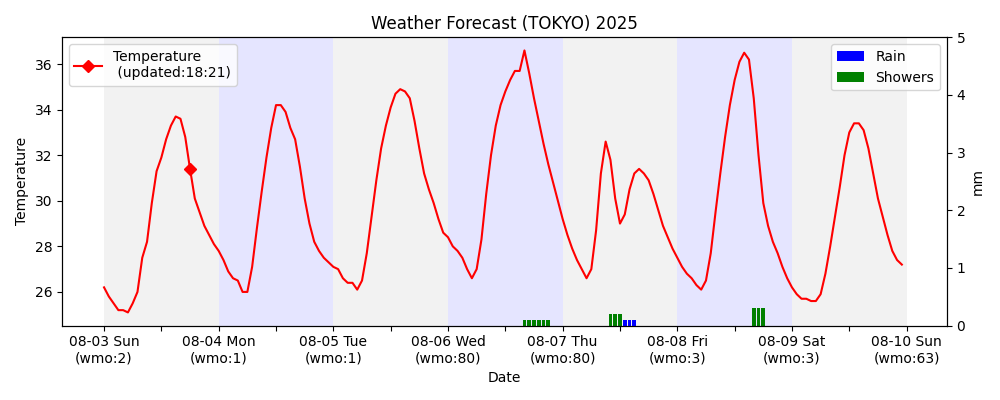 Weather Forecast (TOKYO) 2025
Temperature
(updated:18:21)
Rain
Showers
Temperature
36
34
32
30
28
26
5
4
3
2
1
0
mm
08-03 Sun
(wmo:2)
08-04 Mon
(wmo:1)
08-05 Tue
(wmo:1)
08-06 Wed
(wmo:80)
08-07 Thu
(wmo:80)
08-08 Fri
(wmo:3)
08-09 Sat
(wmo:3)
08-10 Sun
(wmo:63)
Date